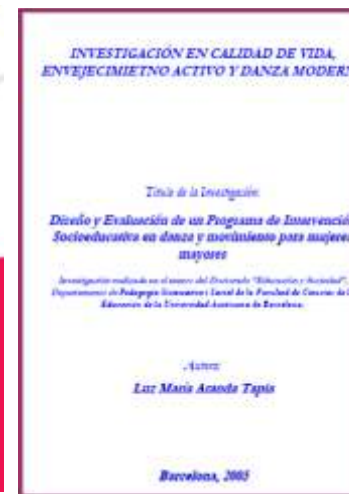 INVESTIGACIÓN EN CALIDAD DE VIDA,
ENVEJECIMIETNO ACTIVO Y DANZA MODERN
Título de la Investigación:
Diseño y Evaluación de un Programa de Intervención
Socioeducativa en danza y movimiento para mujeres
mayores
Investigación realizada en el marco del Doctorado "Educación y Sociedad",
Departamento de Pedagogía Sistemática i Social de la Facultad de Ciencias de la
Educación de la Universidad Autónoma de Barcelona.
Autora:
Luz María Aranda Tapia
Barcelona, 2005